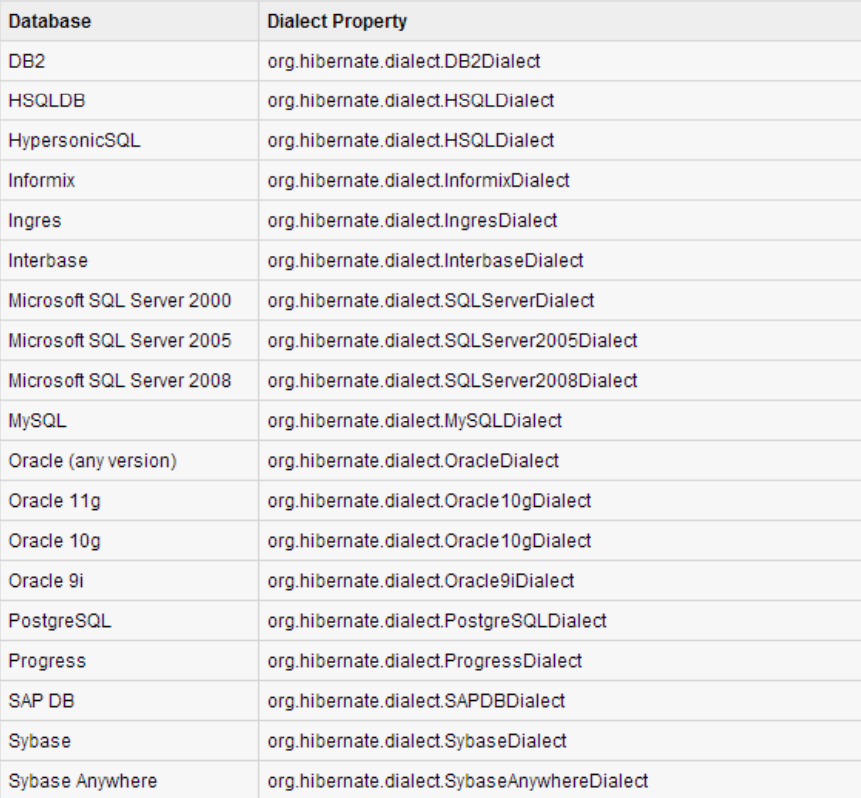 Database Dialect Property
DB2 org.hibernate.dialect.DB2Dialect
HSQLDB org.hibernate.dialect.HSQLDialect
HypersonicSQL org.hibernate.dialect.HSQLDialect
Informix org.hibernate.dialect.InformixDialect
Ingres org.hibernate.dialect.IngresDialect
Interbase org.hibernate.dialect.InterbaseDialect
Microsoft SQL Server 2000 org.hibernate.dialect.SQLServerDialect
Microsoft SQL Server 2005 org.hibernate.dialect.SQLServer2005Dialect
Microsoft SQL Server 2008 org.hibernate.dialect.SQLServer2008Dialect
MySQL org.hibernate.dialect.MySQLDialect
Oracle (any version) org.hibernate.dialect.OracleDialect
Oracle 11g org.hibernate.dialect.Oracle10gDialect
Oracle 10g org.hibernate.dialect.Oracle10gDialect
Oracle 9i org.hibernate.dialect.Oracle9iDialect
PostgreSQL org.hibernate.dialect.PostgreSQLDialect
Progress org.hibernate.dialect.ProgressDialect
SAP DB org.hibernate.dialect.SAPDBDialect
Sybase org.hibernate.dialect.SybaseDialect
Sybase Anywhere org.hibernate.dialect.SybaseAnywhereDialect